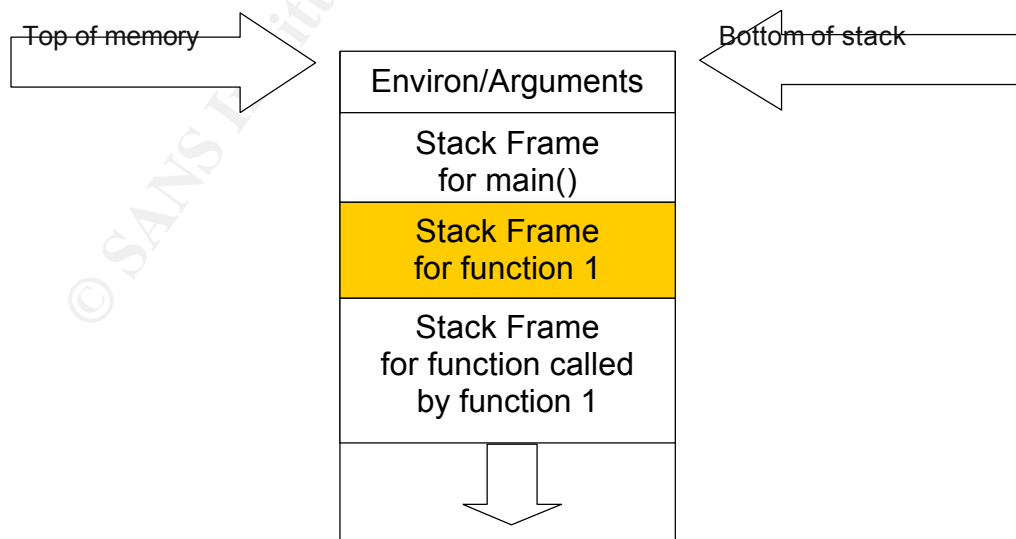 Top of memory
Bottom of stack
Environ/Arguments
Stack Frame
for main()
Stack Frame
for function 1
Stack Frame
for function called
by function 1
© SANS